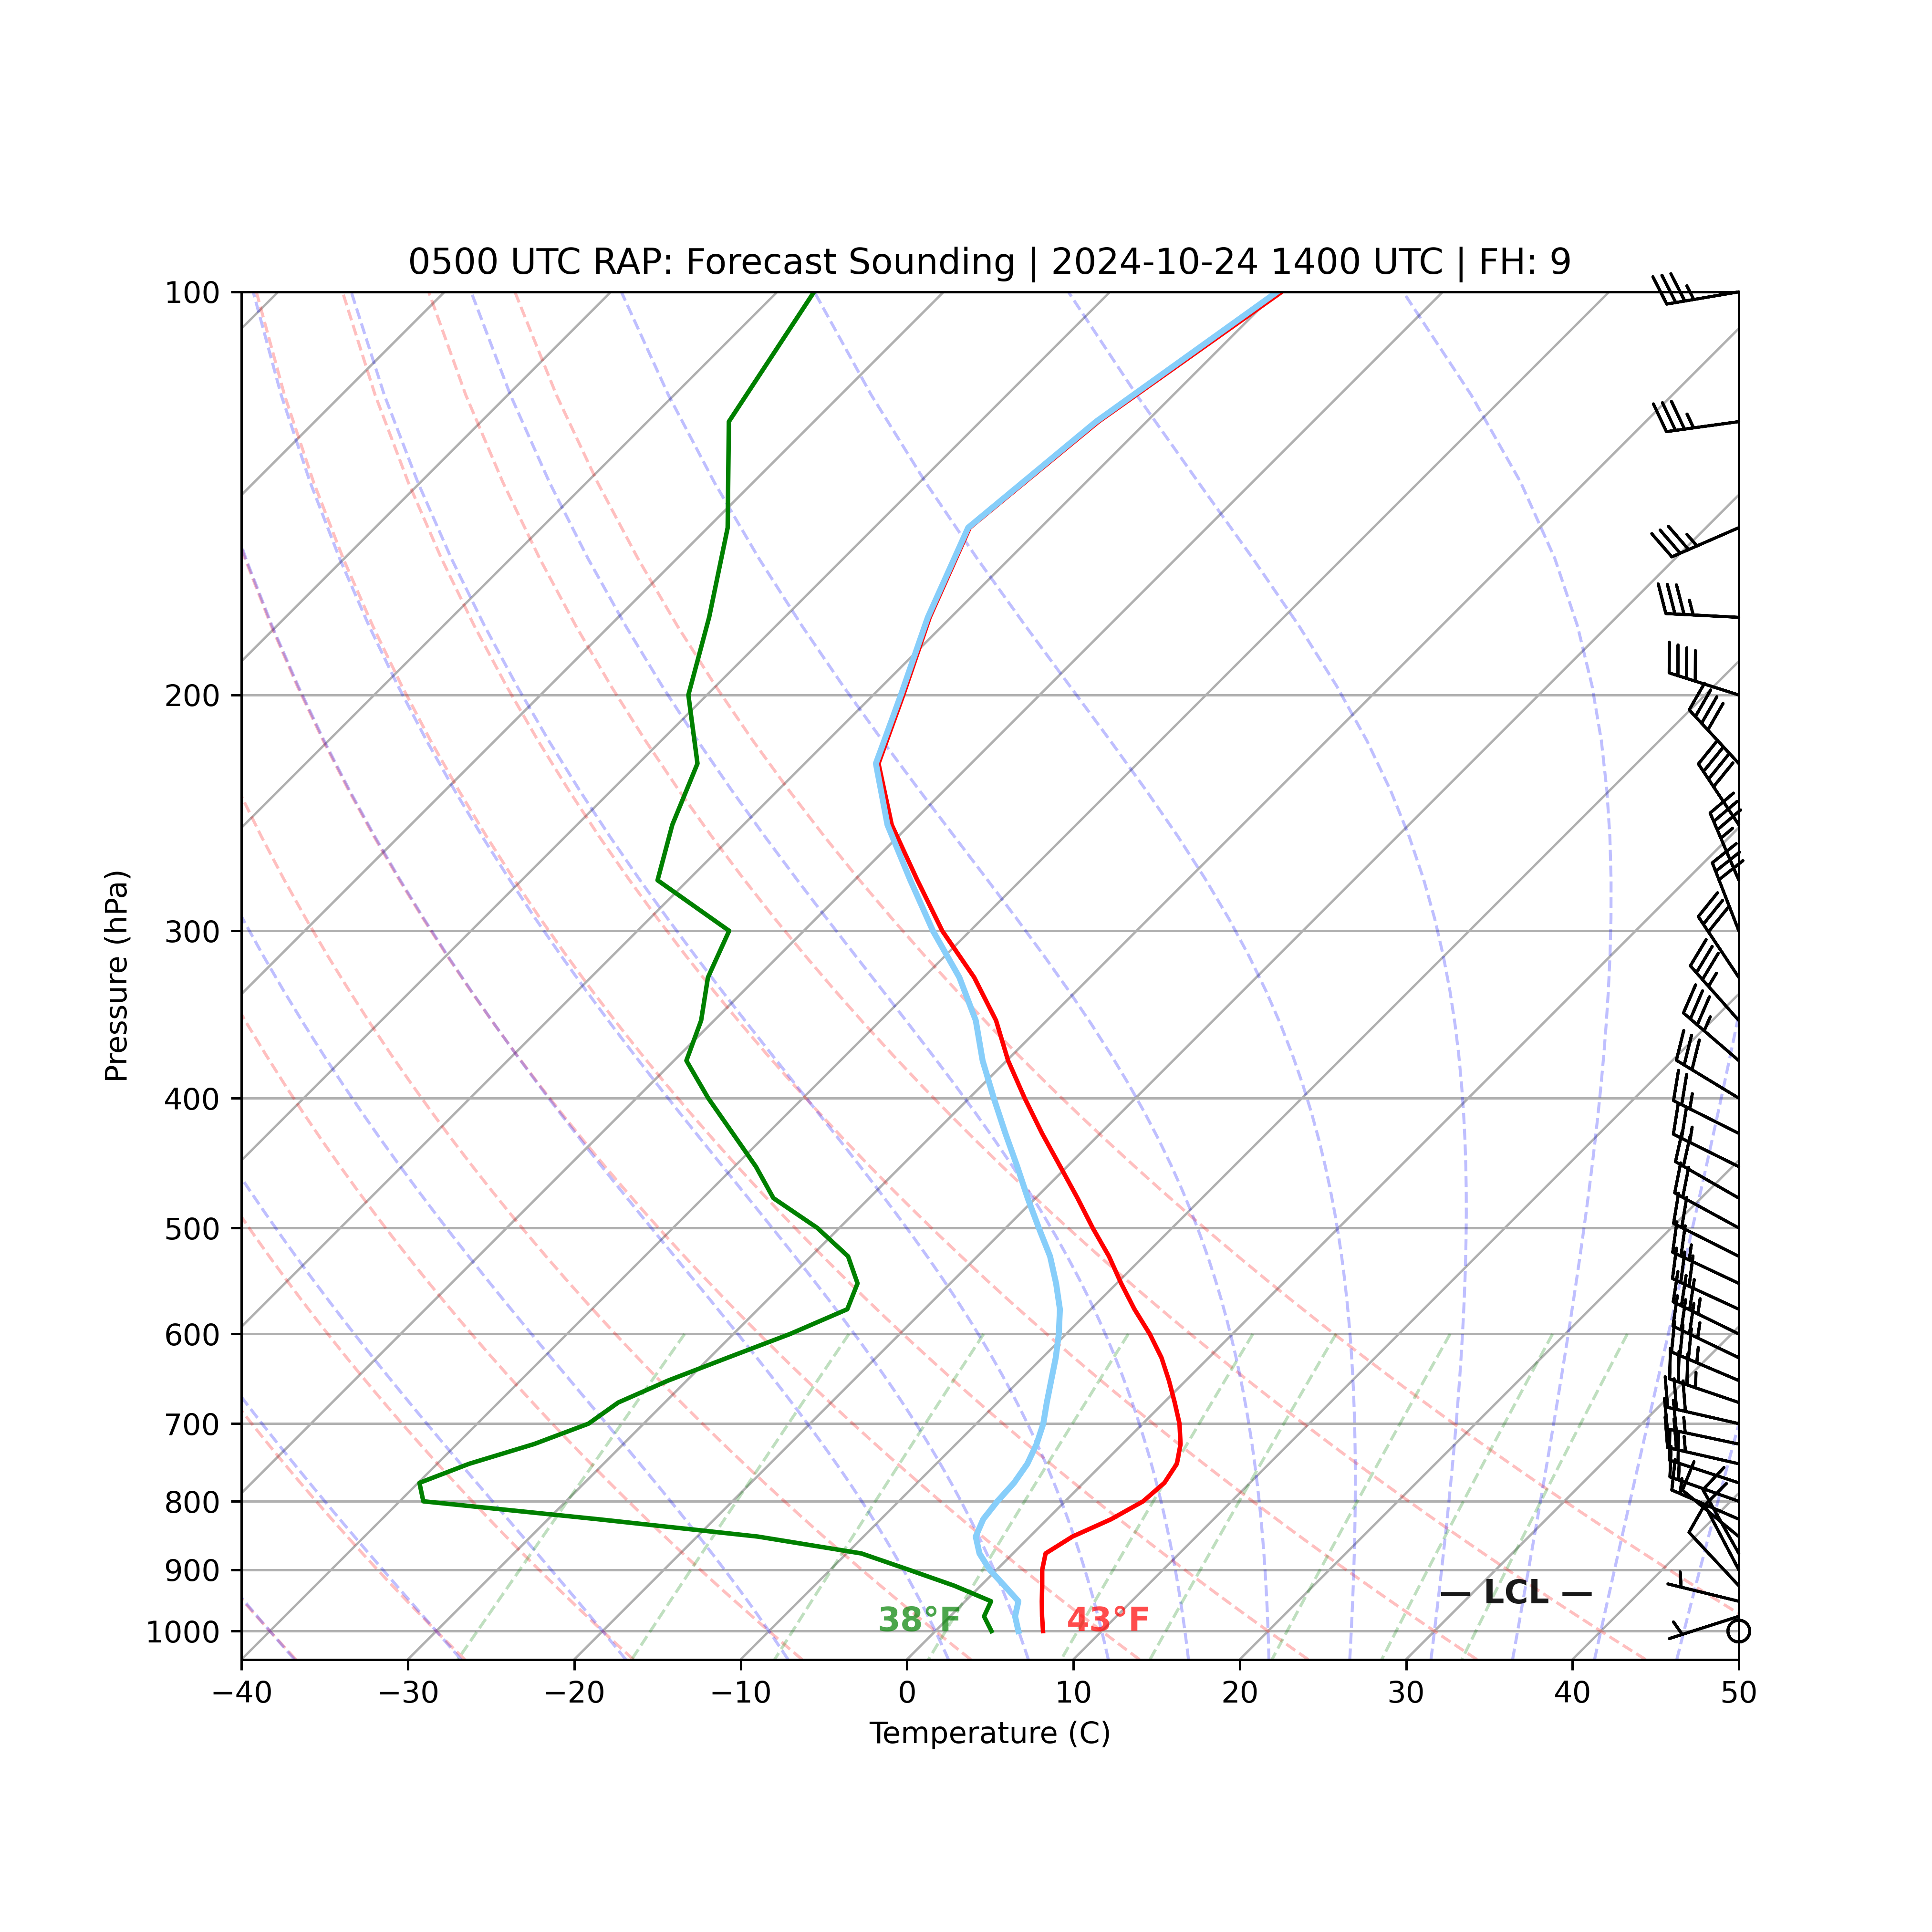 0500 UTC RAP: Forecast Sounding | 2024-10-24 1400 UTC | FH: 9
100
200
300
400
500
600
700
800
900
1000
Pressure (hPa)
38°F
43°F
— LCL —
−40 −30 −20 −10 0 10 20 30 40 50
Temperature (C)